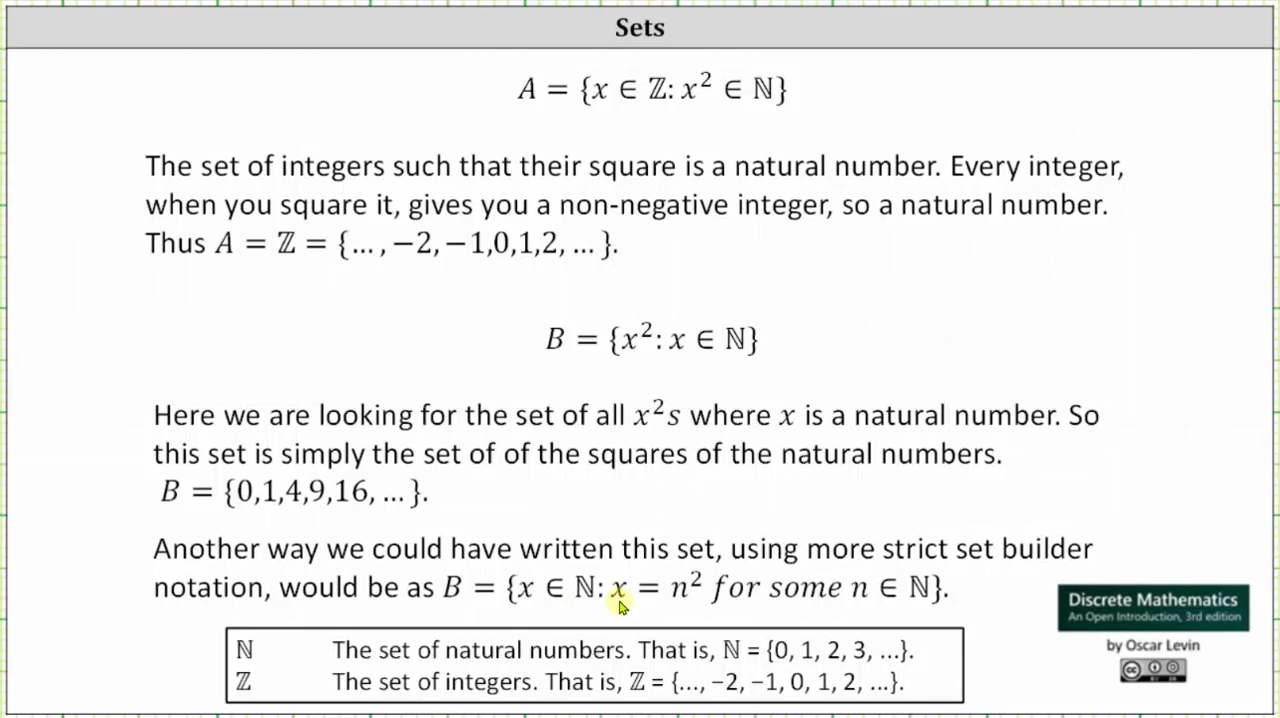 Sets
A = {x ∈ ℤ: x² ∈ ℕ}
The set of integers such that their square is a natural number. Every integer,
when you square it, gives you a non-negative integer, so a natural number.
Thus A = ℤ = {… , −2, −1,0,1,2, … }.
B = {x²: x ∈ ℕ}
Here we are looking for the set of all x²s where x is a natural number. So
this set is simply the set of of the squares of the natural numbers.
B = {0,1,4,9,16, … }.
Another way we could have written this set, using more strict set builder
notation, would be as B = {x ∈ ℕ: x = n² for some n ∈ ℕ}.
Discrete Mathematics
An Open Introduction, 3rd edition
by Oscar Levin
ℕ The set of natural numbers. That is, ℕ = {0, 1, 2, 3, …}.
ℤ The set of integers. That is, ℤ = {…, −2, −1, 0, 1, 2, …}.